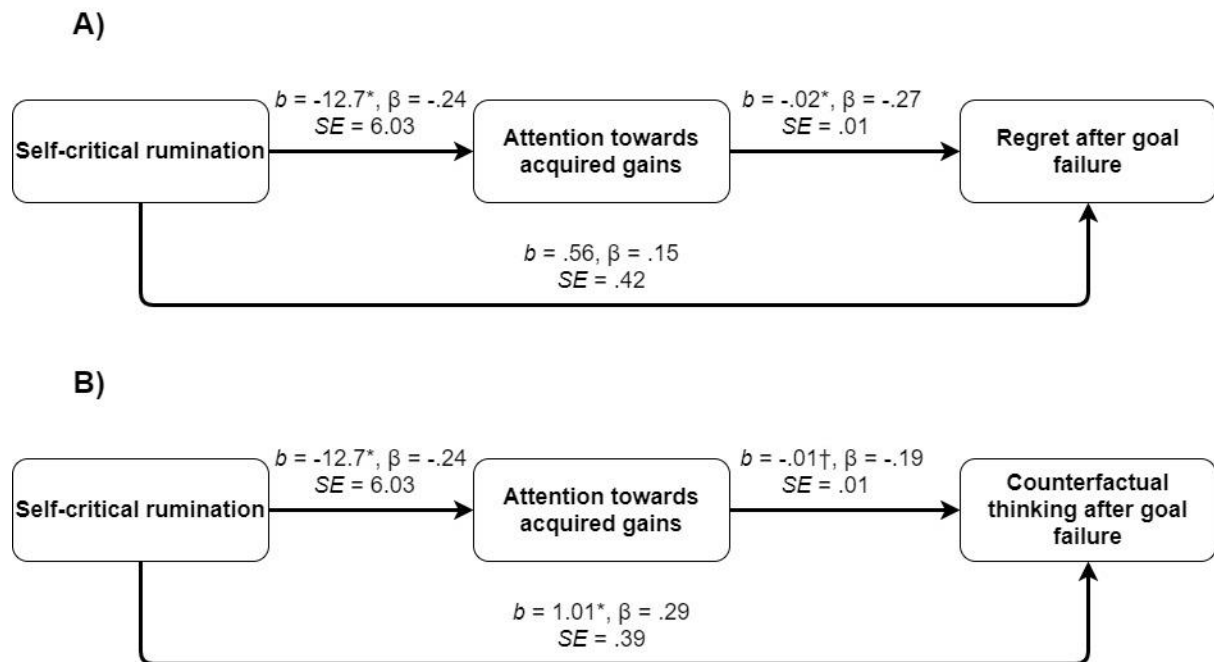 A)
b = -12.7*, β = -.24
SE = 6.03
b = -.02*, β = -.27
SE = .01
Self-critical rumination
Attention towards
acquired gains
Regret after goal
failure
b = .56, β = .15
SE = .42
B)
b = -12.7*, β = -.24
SE = 6.03
b = -.01†, β = -.19
SE = .01
Self-critical rumination
Attention towards
acquired gains
Counterfactual
thinking after goal
failure
b = 1.01*, β = .29
SE = .39